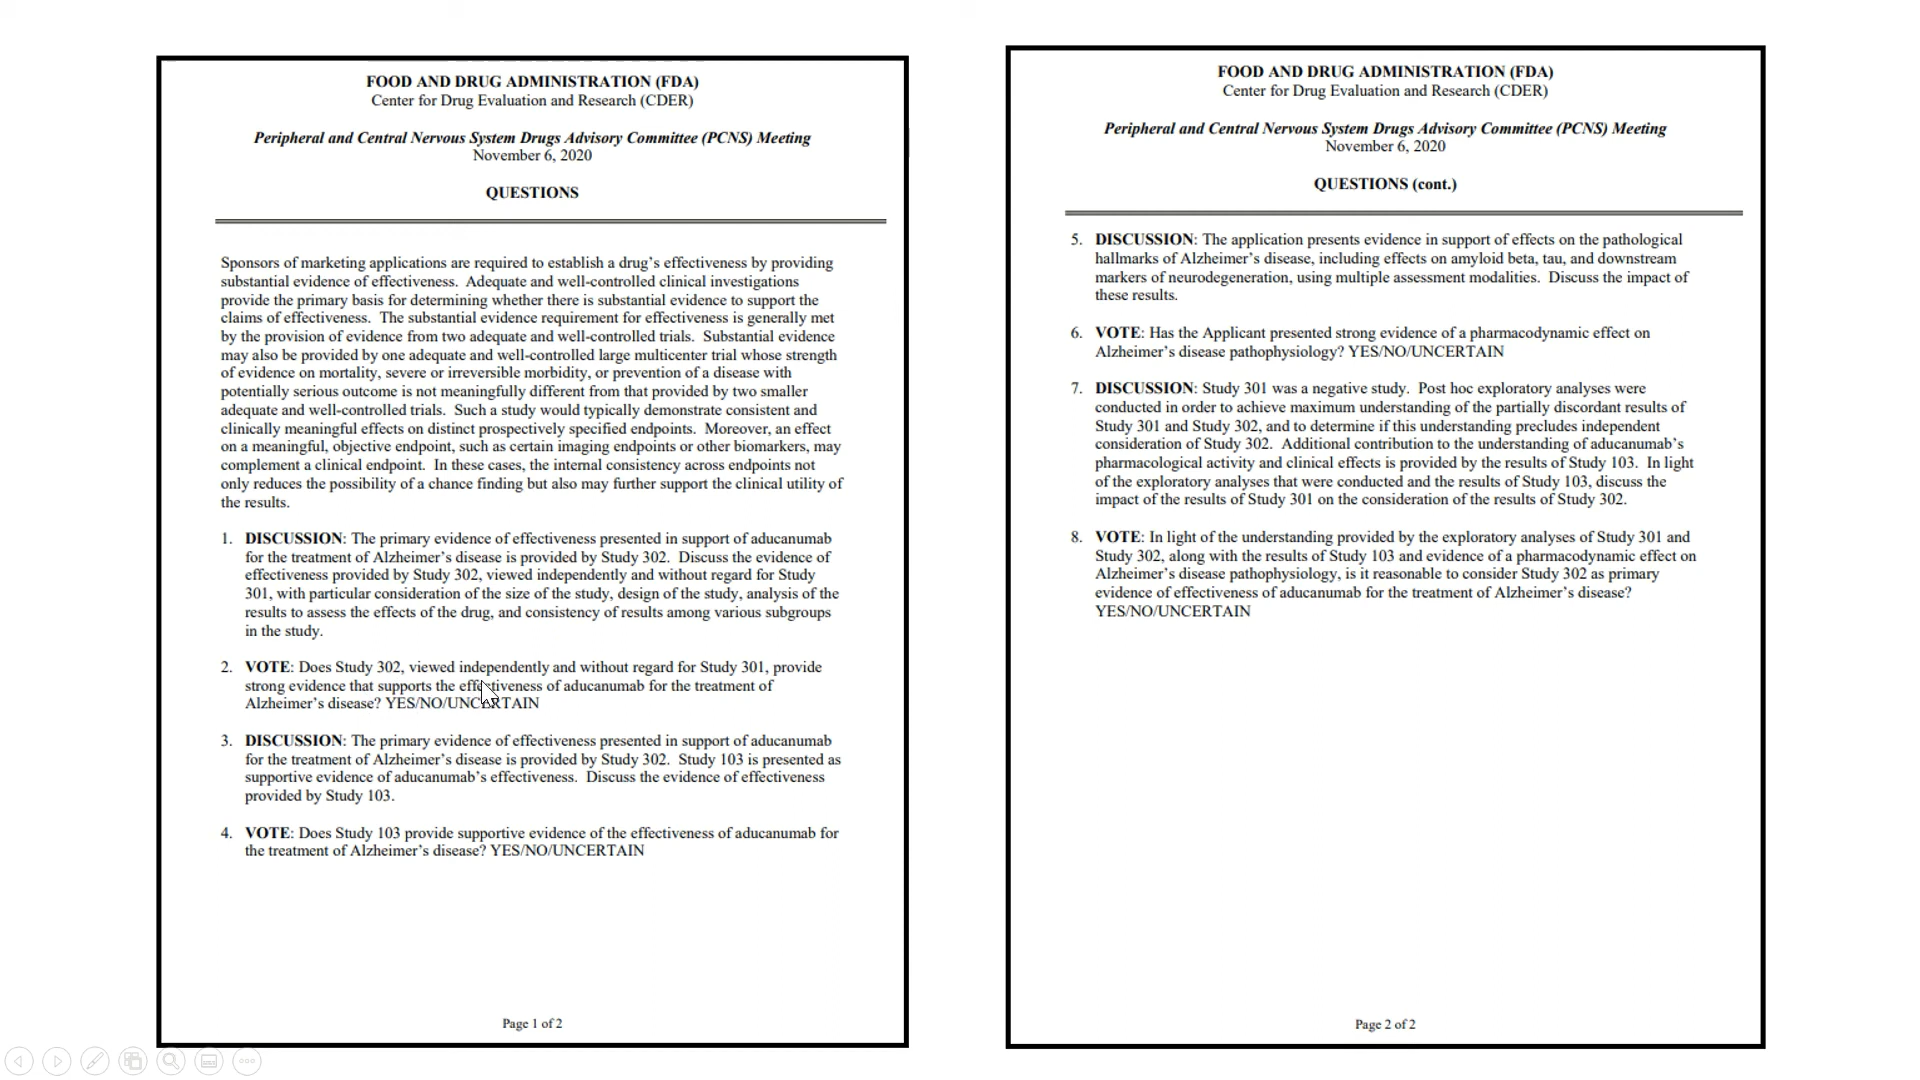 FOOD AND DRUG ADMINISTRATION (FDA)
Center for Drug Evaluation and Research (CDER)
Peripheral and Central Nervous System Drugs Advisory Committee (PCNS) Meeting
November 6, 2020
QUESTIONS
Sponsors of marketing applications are required to establish a drug’s effectiveness by providing
substantial evidence of effectiveness. Adequate and well-controlled clinical investigations
provide the primary basis for determining whether there is substantial evidence to support the
claims of effectiveness. The substantial evidence requirement for effectiveness is generally met
by the provision of evidence from two adequate and well-controlled trials. Substantial evidence
may also be provided by one adequate and well-controlled large multicenter trial whose strength
of evidence on mortality, severe or irreversible morbidity, or prevention of a disease with
potentially serious outcome is not meaningfully different from that provided by two smaller
adequate and well-controlled trials. Such a study would typically demonstrate consistent and
clinically meaningful effects on distinct prospectively specified endpoints. Moreover, an effect
on a meaningful, objective endpoint, such as certain imaging endpoints or other biomarkers, may
complement a clinical endpoint. In these cases, the internal consistency across endpoints not
only reduces the possibility of a chance finding but also may further support the clinical utility of
the results.
1. DISCUSSION: The primary evidence of effectiveness presented in support of aducanumab
for the treatment of Alzheimer’s disease is provided by Study 302. Discuss the evidence of
effectiveness provided by Study 302, viewed independently and without regard for Study
301, with particular consideration of the size of the study, design of the study, analysis of the
results to assess the effects of the drug, and consistency of results among various subgroups
in the study.
2. VOTE: Does Study 302, viewed independently and without regard for Study 301, provide
strong evidence that supports the effectiveness of aducanumab for the treatment of
Alzheimer’s disease? YES/NO/UNCERTAIN
3. DISCUSSION: The primary evidence of effectiveness presented in support of aducanumab
for the treatment of Alzheimer’s disease is provided by Study 302. Study 103 is presented as
supportive evidence of aducanumab’s effectiveness. Discuss the evidence of effectiveness
provided by Study 103.
4. VOTE: Does Study 103 provide supportive evidence of the effectiveness of aducanumab for
the treatment of Alzheimer’s disease? YES/NO/UNCERTAIN
Page 1 of 2
FOOD AND DRUG ADMINISTRATION (FDA)
Center for Drug Evaluation and Research (CDER)
Peripheral and Central Nervous System Drugs Advisory Committee (PCNS) Meeting
November 6, 2020
QUESTIONS (cont.)
5. DISCUSSION: The application presents evidence in support of effects on the pathological
hallmarks of Alzheimer’s disease, including effects on amyloid beta, tau, and downstream
markers of neurodegeneration, using multiple assessment modalities. Discuss the impact of
these results.
6. VOTE: Has the Applicant presented strong evidence of a pharmacodynamic effect on
Alzheimer’s disease pathophysiology? YES/NO/UNCERTAIN
7. DISCUSSION: Study 301 was a negative study. Post hoc exploratory analyses were
conducted in order to achieve maximum understanding of the partially discordant results of
Study 301 and Study 302, and to determine if this understanding precludes independent
consideration of Study 302. Additional contribution to the understanding of aducanumab’s
pharmacological activity and clinical effects is provided by the results of Study 103. In light
of the exploratory analyses that were conducted and the results of Study 103, discuss the
impact of the results of Study 301 on the consideration of the results of Study 302.
8. VOTE: In light of the understanding provided by the exploratory analyses of Study 301 and
Study 302, along with the results of Study 103 and evidence of a pharmacodynamic effect on
Alzheimer’s disease pathophysiology, is it reasonable to consider Study 302 as primary
evidence of effectiveness of aducanumab for the treatment of Alzheimer’s disease?
YES/NO/UNCERTAIN
Page 2 of 2